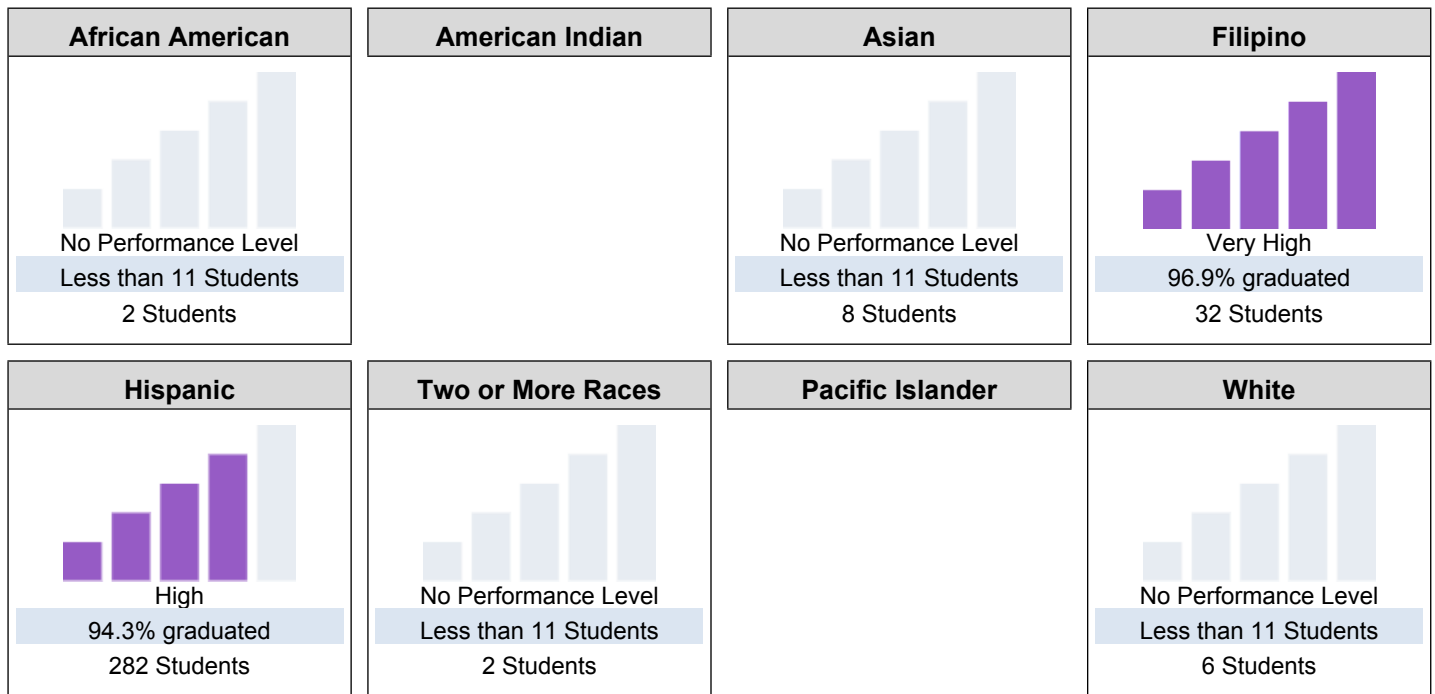 African American
No Performance Level
Less than 11 Students
2 Students
American Indian
Asian
No Performance Level
Less than 11 Students
8 Students
Filipino
Very High
96.9% graduated
32 Students
Hispanic
High
94.3% graduated
282 Students
Two or More Races
No Performance Level
Less than 11 Students
2 Students
Pacific Islander
White
No Performance Level
Less than 11 Students
6 Students